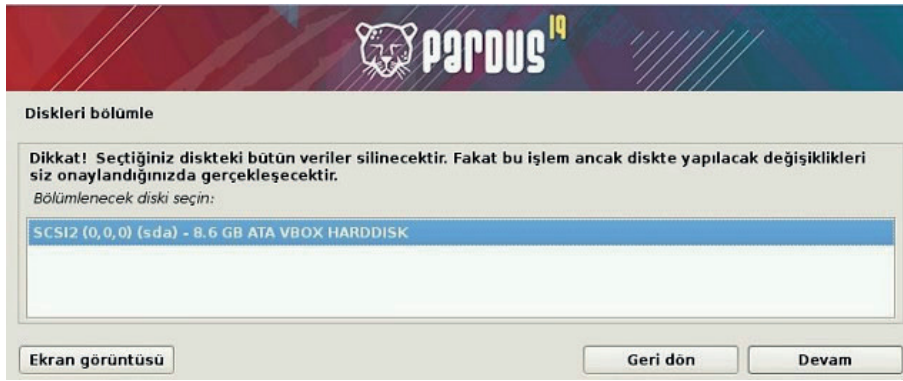 PARDUS 19
Diskleri bölümle
Dikkat! Seçtiğiniz diskteki bütün veriler silinecektir. Fakat bu işlem ancak diskte yapılacak değişiklikleri
siz onaylandığınızda gerçekleşecektir.
Bölümlenecek diski seçin:
SCSI2 (0,0,0) (sda) - 8.6 GB ATA VBOX HARDDISK
Ekran görüntüsü
Geri dön
Devam